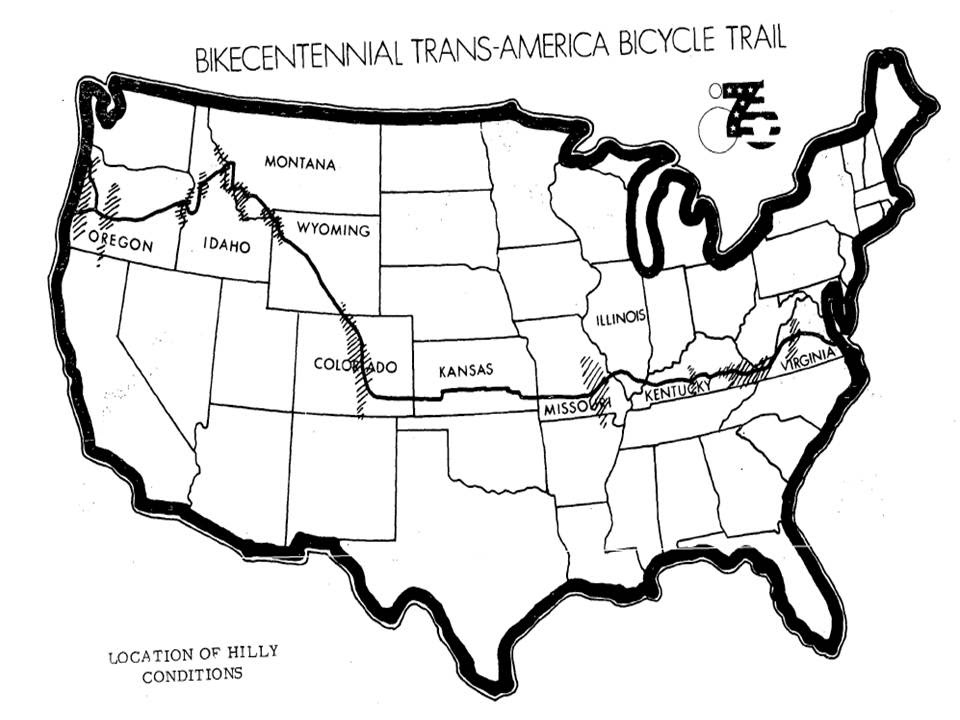 BIKECENTENNIAL TRANS-AMERICA BICYCLE TRAIL
76
MONTANA
WYOMING
OREGON
IDAHO
ILLINOIS
COLORADO
KANSAS
VIRGINIA
KENTUCKY
MISSOURI
LOCATION OF HILLY
CONDITIONS